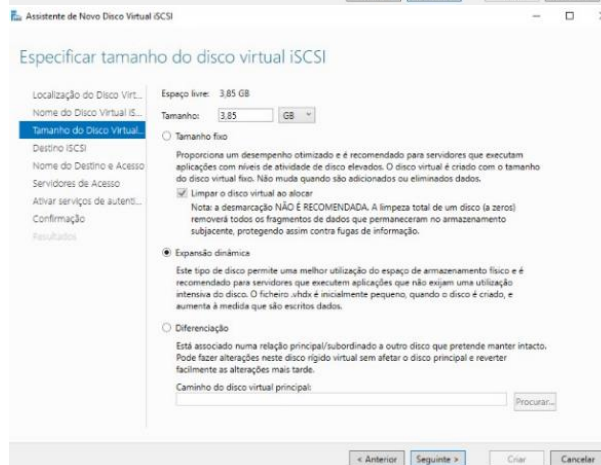 Assistente de Novo Disco Virtual iSCSI
Especificar tamanho do disco virtual iSCSI
Localização do Disco Virt...
Nome do Disco Virtual iS...
Tamanho do Disco Virtual...
Destino iSCSI
Nome do Destino e Acesso
Servidores de Acesso
Ativar serviços de autenti...
Confirmação
Resultados
Espaço livre: 3,85 GB
Tamanho: 3,85 GB
Tamanho fixo
Proporciona um desempenho otimizado e é recomendado para servidores que executam
aplicações com níveis de atividade de disco elevados. O disco virtual é criado com o tamanho
do disco virtual fixo. Não muda quando são adicionados ou eliminados dados.
Limpar o disco virtual ao alocar
Nota: a desmarcação NÃO É RECOMENDADA. A limpeza total de um disco (a zeros)
removerá todos os fragmentos de dados que permaneceram no armazenamento
subjacente, protegendo assim contra fugas de informação.
Expansão dinâmica
Este tipo de disco permite uma melhor utilização do espaço de armazenamento físico e é
recomendado para servidores que executem aplicações que não exijam uma utilização
intensiva do disco. O ficheiro .vhdx é inicialmente pequeno, quando o disco é criado, e
aumenta à medida que são escritos dados.
Diferenciação
Está associado numa relação principal/subordinado a outro disco que pretende manter intacto.
Pode fazer alterações neste disco rígido virtual sem afetar o disco principal e reverter
facilmente as alterações mais tarde.
Caminho do disco virtual principal:
Procurar...
< Anterior Seguinte > Criar Cancelar